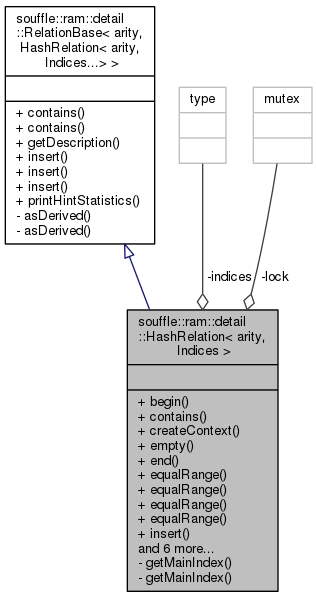 souffle::ram::detail
::RelationBase< arity,
HashRelation< arity,
Indices...> >
+ contains()
+ contains()
+ getDescription()
+ insert()
+ insert()
+ insert()
+ printHintStatistics()
- asDerived()
- asDerived()
type
mutex
-indices
-lock
souffle::ram::detail
::HashRelation< arity,
Indices >
+ begin()
+ contains()
+ createContext()
+ empty()
+ end()
+ equalRange()
+ equalRange()
+ equalRange()
+ equalRange()
+ insert()
and 6 more...
- getMainIndex()
- getMainIndex()